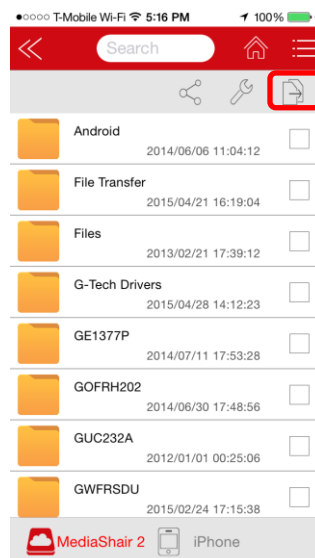 T-Mobile Wi-Fi 5:16 PM 100%
Search
Android
2014/06/06 11:04:12
File Transfer
2015/04/21 16:19:04
Files
2013/02/21 17:39:12
G-Tech Drivers
2015/04/28 14:12:23
GE1377P
2014/07/11 17:53:28
GOFRH202
2014/06/30 17:48:56
GUC232A
2012/01/01 00:25:06
GWFRSDU
2015/02/24 17:15:38
MediaShair 2 iPhone